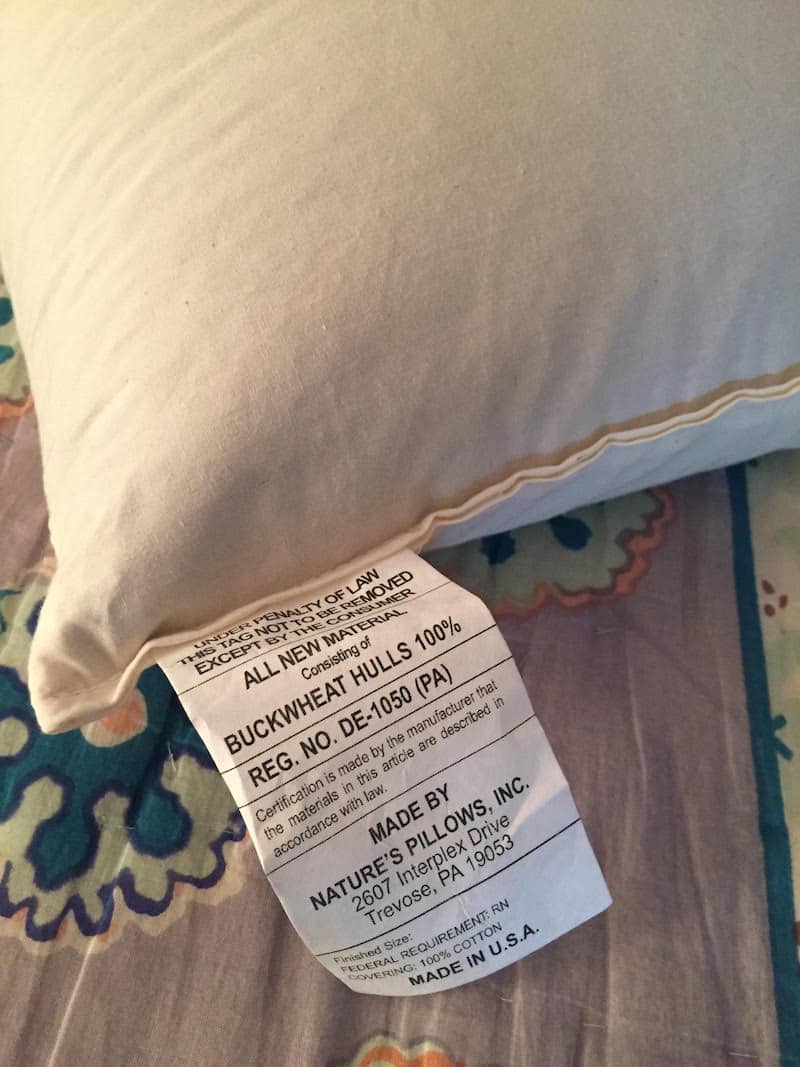 UNDER PENALTY OF LAW
THIS TAG NOT TO BE REMOVED
EXCEPT BY THE CONSUMER
ALL NEW MATERIAL
Consisting of
BUCKWHEAT HULLS 100%
REG. NO. DE-1050 (PA)
Certification is made by the manufacturer that
the materials in this article are described in
accordance with law.
MADE BY
NATURE'S PILLOWS, INC.
2607 Interplex Drive
Trevose, PA 19053
Finished Size:
FEDERAL REQUIREMENT: RN
COVERING: 100% COTTON
MADE IN U.S.A.